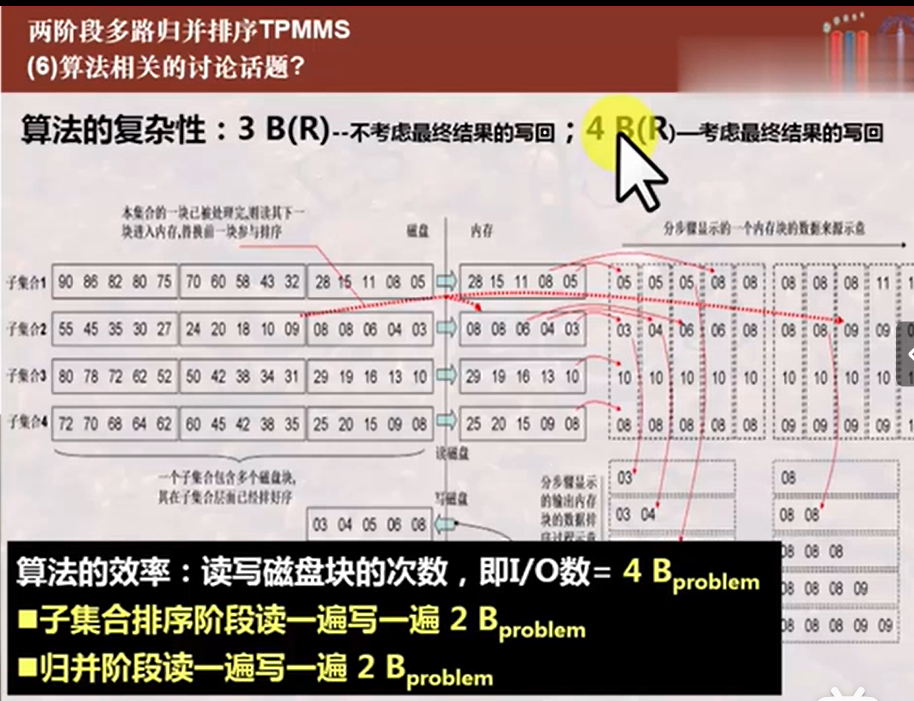 两阶段多路归并排序TPMMS
(6)算法相关的讨论话题?
算法的复杂性：3 B(R)--不考虑最终结果的写回；4 B(R)—考虑最终结果的写回
本集合的一块已被处理完,则读其下一
块进入内存,替换前一块参与排序
磁盘 内存
分步骤显示的一个内存块的数据来源示意
子集合1 90 86 82 80 75 70 60 58 43 32 28 15 11 08 05 28 15 11 08 05 05 05 05 08 08 08 08 08 11
子集合2 55 45 35 30 27 24 20 18 10 09 08 08 06 04 03 08 08 06 04 03 03 04 06 06 08 08 08 09 09
子集合3 80 78 72 62 52 50 42 38 34 31 29 19 16 13 10 29 19 16 13 10 10 10 10 10 10 10 10 10 10
子集合4 72 70 68 64 62 60 45 42 38 35 25 20 15 09 08 25 20 15 09 08 08 08 08 08 08 09 09 09 09
读磁盘
一个子集合包含多个磁盘块,
其在子集合层面已经排好序
写磁盘
03 04 05 06 08
分步骤显示
的输出内存
块的数据排
序过程示意
03
03 04
08
08 08
08 08 08
08 08 08 09
08 08 08 09 09
算法的效率：读写磁盘块的次数，即I/O数= 4 Bproblem
■子集合排序阶段读一遍写一遍 2 Bproblem
■归并阶段读一遍写一遍 2 Bproblem